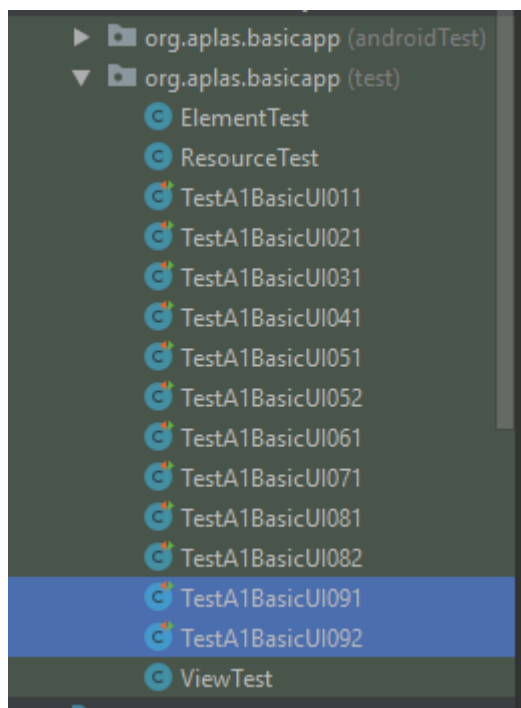 org.aplas.basicapp (androidTest)
org.aplas.basicapp (test)
ElementTest
ResourceTest
TestA1BasicUI011
TestA1BasicUI021
TestA1BasicUI031
TestA1BasicUI041
TestA1BasicUI051
TestA1BasicUI052
TestA1BasicUI061
TestA1BasicUI071
TestA1BasicUI081
TestA1BasicUI082
TestA1BasicUI091
TestA1BasicUI092
ViewTest